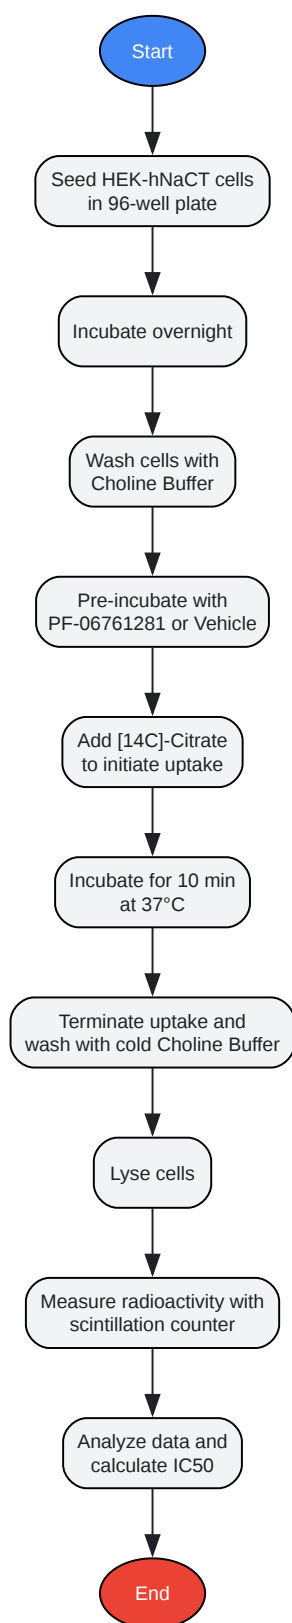 Start
Seed HEK-hNaCT cells
in 96-well plate
Incubate overnight
Wash cells with
Choline Buffer
Pre-incubate with
PF-06761281 or Vehicle
Add [14C]-Citrate
to initiate uptake
Incubate for 10 min
at 37°C
Terminate uptake and
wash with cold Choline Buffer
Lyse cells
Measure radioactivity with
scintillation counter
Analyze data and
calculate IC50
End